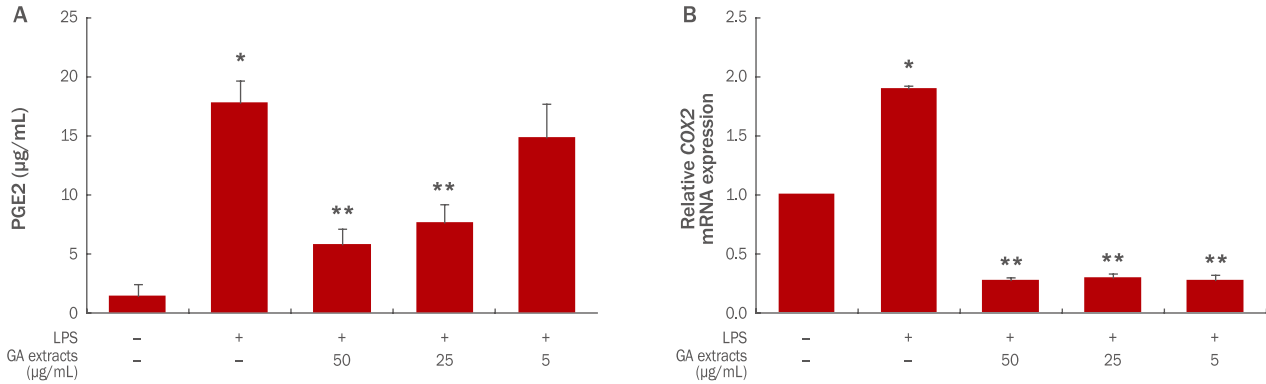 A
PGE2 (µg/mL)
25
20
15
10
5
0
*
**
**
LPS – + + + +
GA extracts – – 50 25 5
(µg/mL)
B
Relative COX2
mRNA expression
2.5
2.0
1.5
1.0
0.5
0.0
*
**
**
**
LPS – + + + +
GA extracts – – 50 25 5
(µg/mL)